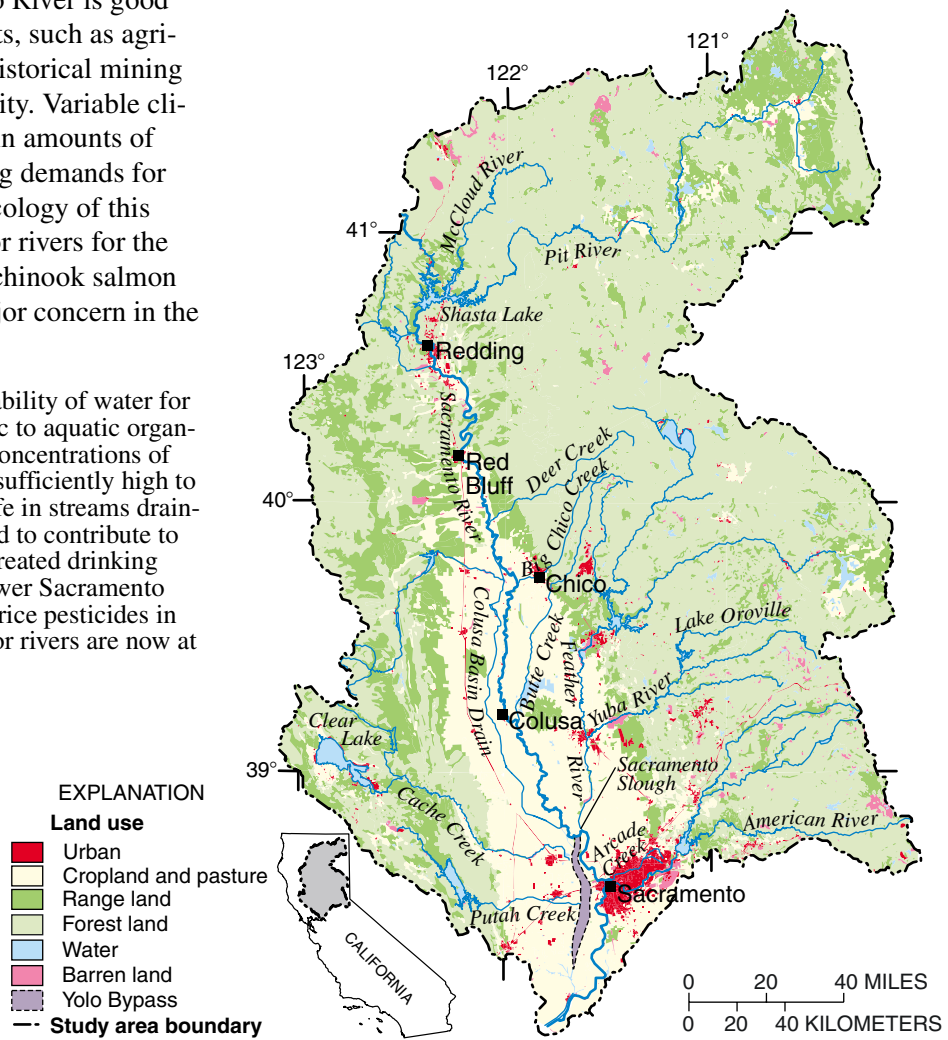 o River is good
ts, such as agri-
istorical mining
ity. Variable cli-
n amounts of
g demands for
cology of this
or rivers for the
chinook salmon
jor concern in the
ability of water for
c to aquatic organ-
oncentrations of
sufficiently high to
fe in streams drain-
d to contribute to
reated drinking
wer Sacramento
rice pesticides in
or rivers are now at
121°
122°
McCloud River
41°
Pit River
Shasta Lake
Redding
123°
Sacramento River
Red
Bluff
Deer Creek
Big Chico Creek
40°
Chico
Colusa Basin Drain
Butte Creek
Feather River
Lake Oroville
Yuba River
Colusa
Clear
Lake
39°
Sacramento
Slough
Cache Creek
Arcade
Creek
American River
Sacramento
Putah Creek
EXPLANATION
Land use
Urban
Cropland and pasture
Range land
Forest land
Water
Barren land
Yolo Bypass
Study area boundary
CALIFORNIA
0 20 40 MILES
0 20 40 KILOMETERS